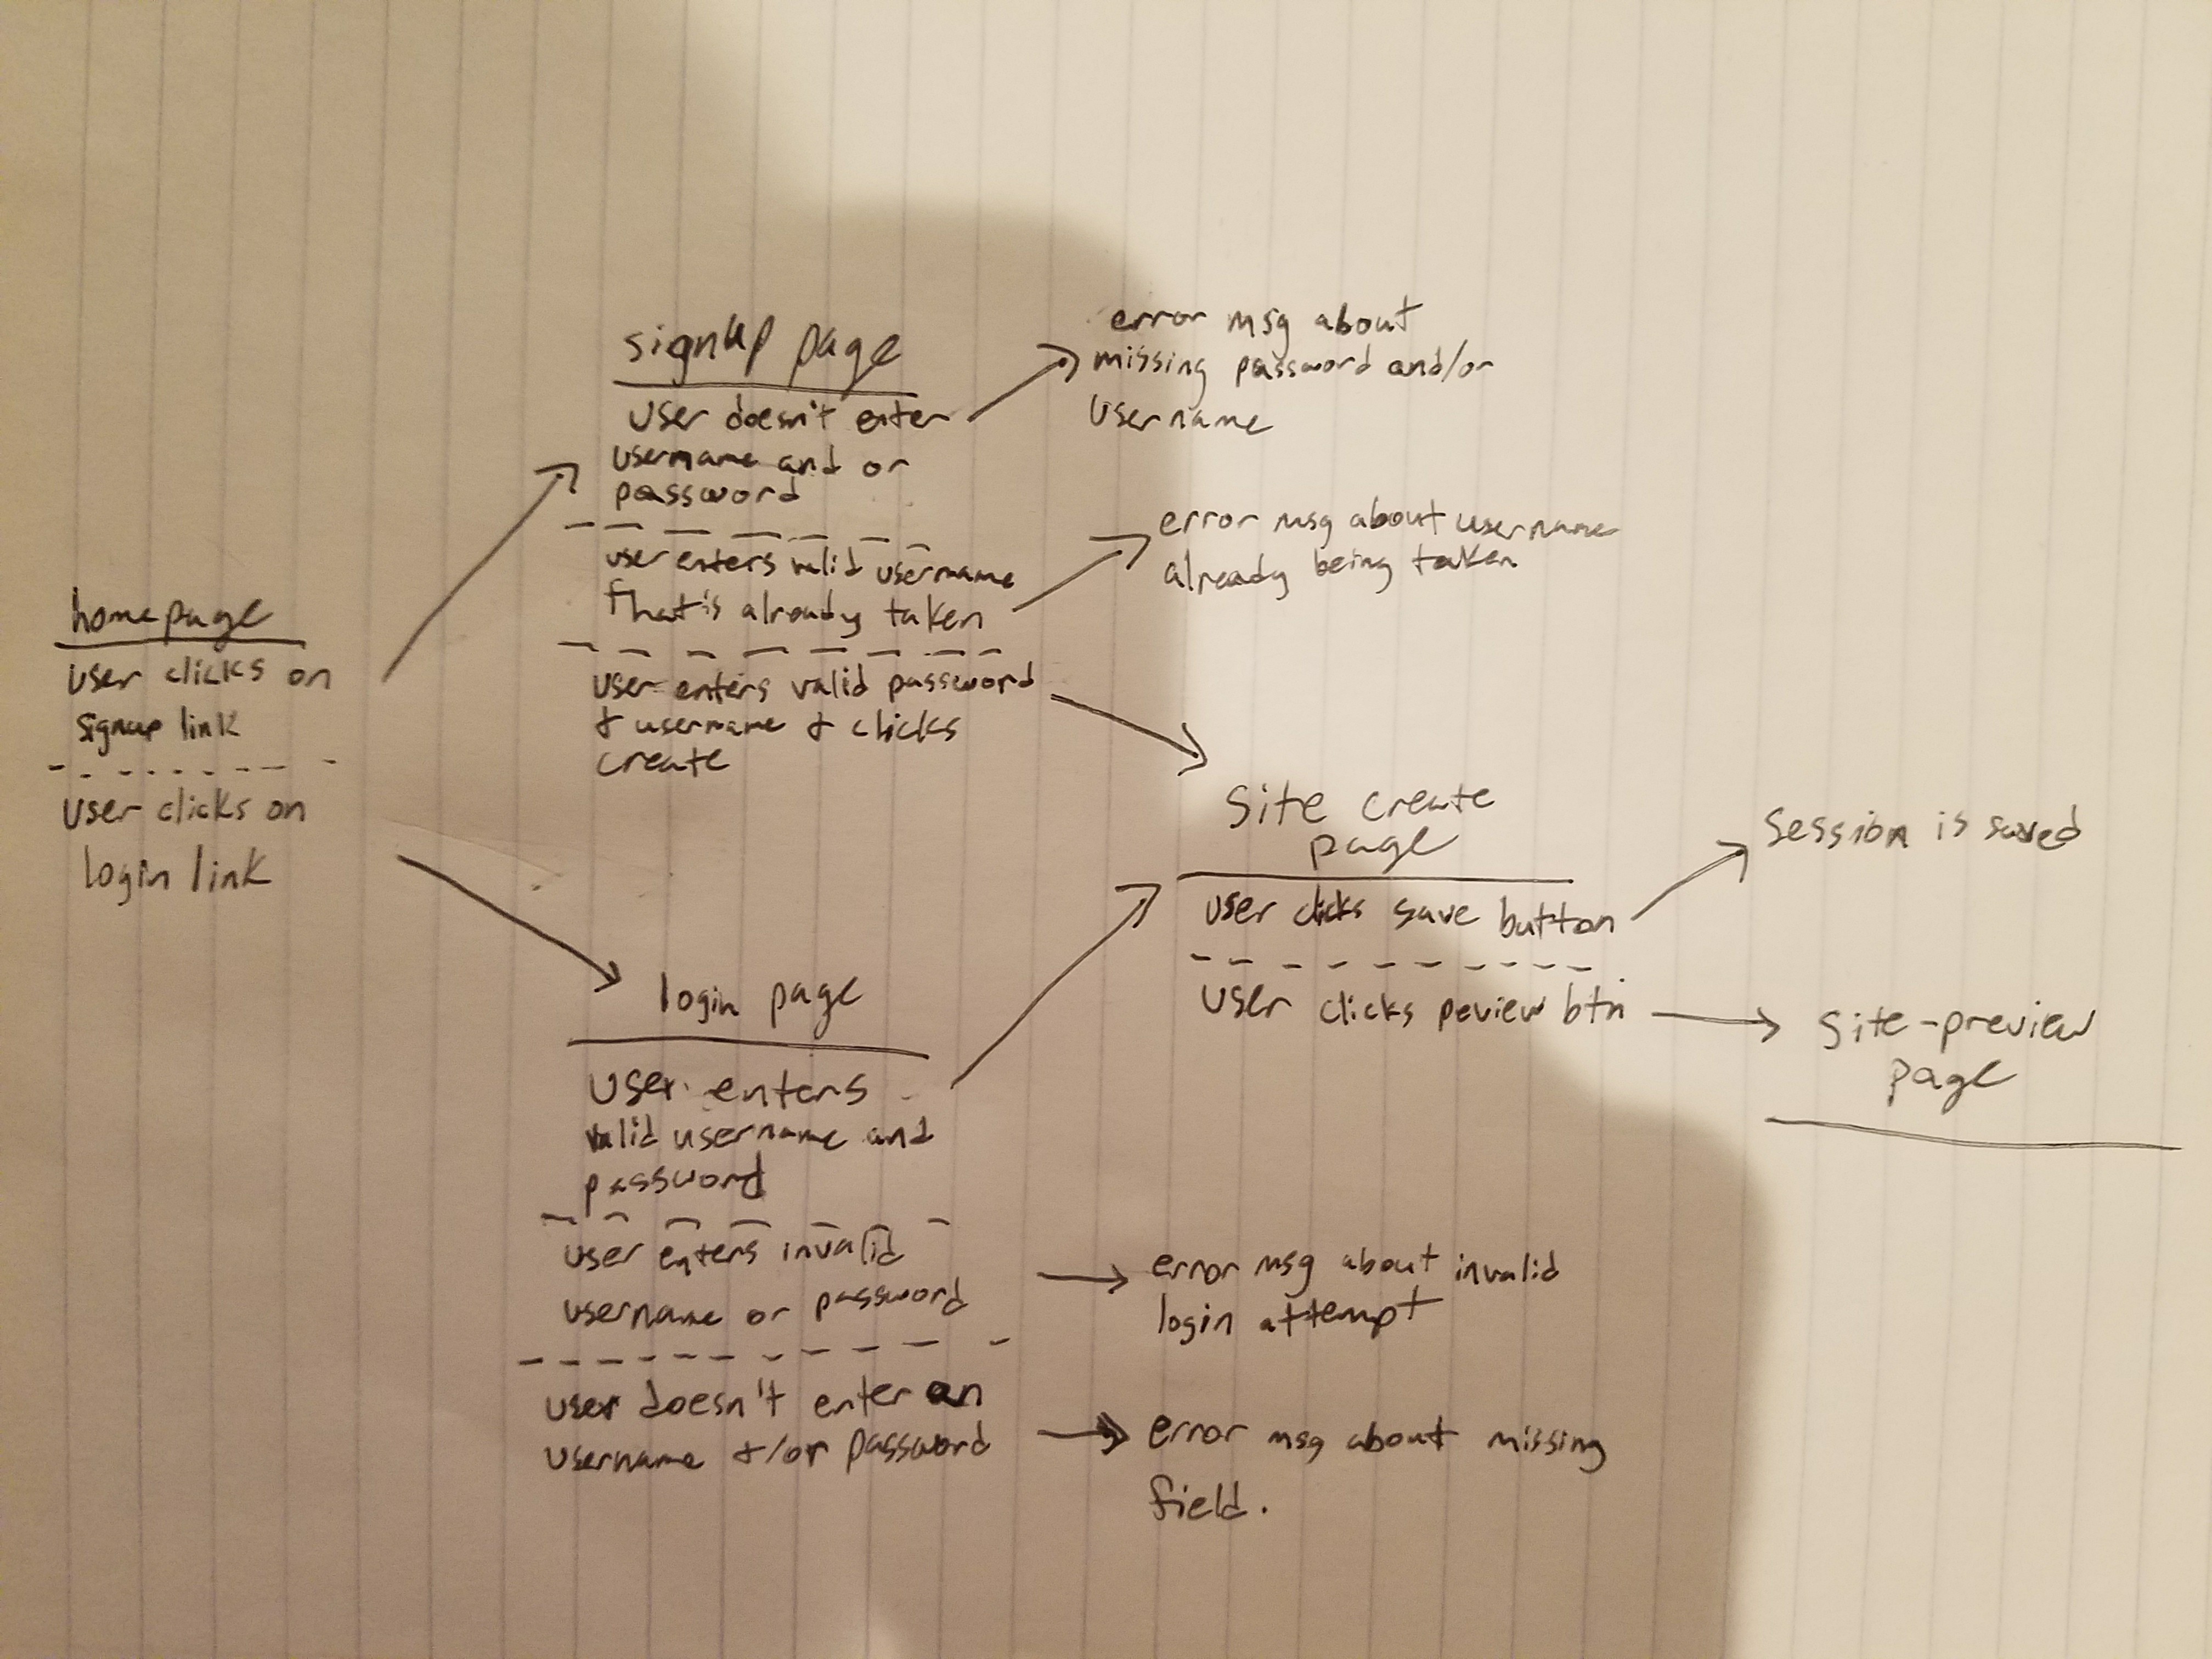 homepage
user clicks on
signup link
user clicks on
login link
signup page
user doesn't enter
username and or
password
user enters valid username
that's already taken
user enters valid password
+ username + clicks
create
error msg about
missing password and/or
username
error msg about username
already being taken
login page
user enters
valid username and
password
user enters invalid
username or password
user doesn't enter an
username +/or password
site create
page
user clicks save button
user clicks peview btn
session is saved
site-preview
page
error msg about invalid
login attempt
error msg about missing
field.